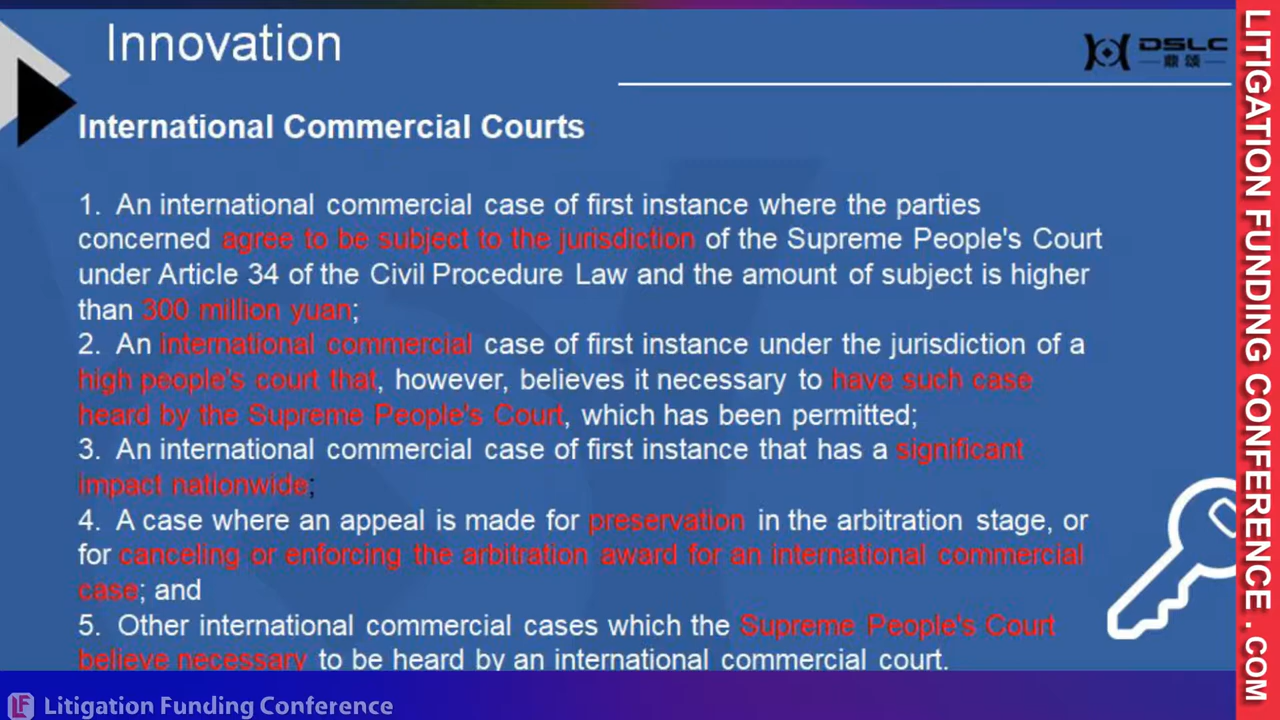 Innovation
DSLC
鼎颂
International Commercial Courts
1. An international commercial case of first instance where the parties
concerned agree to be subject to the jurisdiction of the Supreme People's Court
under Article 34 of the Civil Procedure Law and the amount of subject is higher
than 300 million yuan;
2. An international commercial case of first instance under the jurisdiction of a
high people's court that, however, believes it necessary to have such case
heard by the Supreme People's Court, which has been permitted;
3. An international commercial case of first instance that has a significant
impact nationwide;
4. A case where an appeal is made for preservation in the arbitration stage, or
for canceling or enforcing the arbitration award for an international commercial
case; and
5. Other international commercial cases which the Supreme People's Court
believe necessary to be heard by an international commercial court.
LF Litigation Funding Conference
LITIGATION FUNDING CONFERENCE . COM